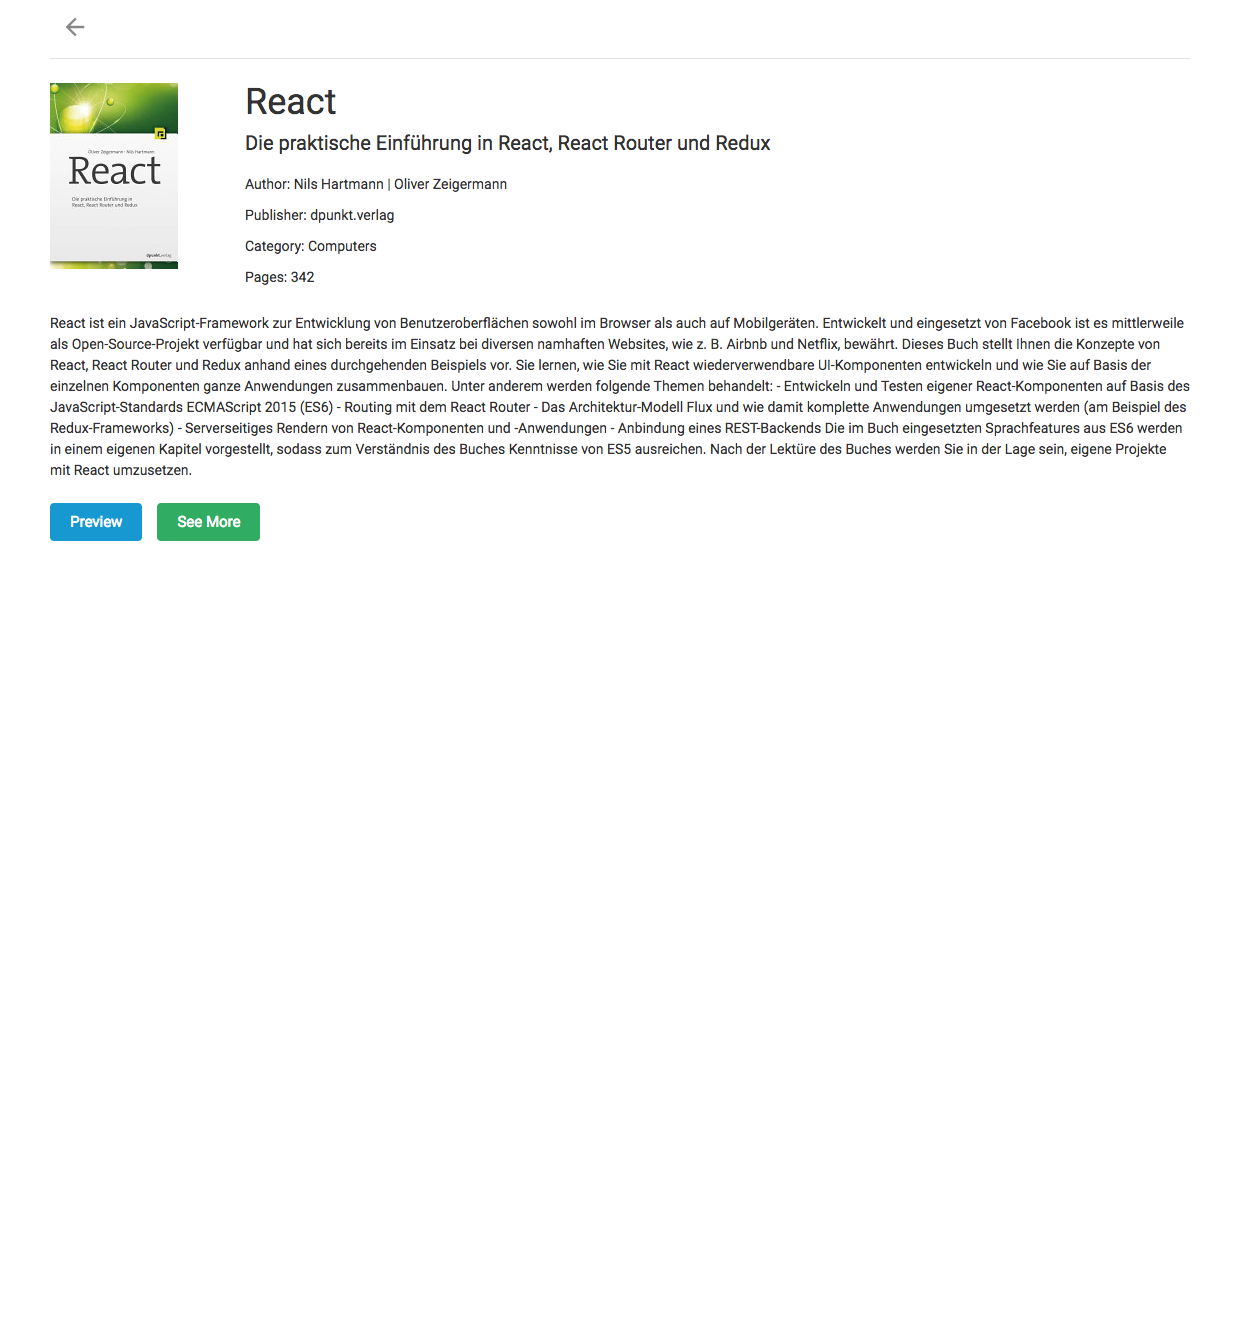 Oliver Zeigermann · Nils Hartmann
React
Die praktische Einführung in
React, React Router und Redux
dpunkt.verlag
React
Die praktische Einführung in React, React Router und Redux
Author: Nils Hartmann | Oliver Zeigermann
Publisher: dpunkt.verlag
Category: Computers
Pages: 342
React ist ein JavaScript-Framework zur Entwicklung von Benutzeroberflächen sowohl im Browser als auch auf Mobilgeräten. Entwickelt und eingesetzt von Facebook ist es mittlerweile
als Open-Source-Projekt verfügbar und hat sich bereits im Einsatz bei diversen namhaften Websites, wie z. B. Airbnb und Netflix, bewährt. Dieses Buch stellt Ihnen die Konzepte von
React, React Router und Redux anhand eines durchgehenden Beispiels vor. Sie lernen, wie Sie mit React wiederverwendbare UI-Komponenten entwickeln und wie Sie auf Basis der
einzelnen Komponenten ganze Anwendungen zusammenbauen. Unter anderem werden folgende Themen behandelt: - Entwickeln und Testen eigener React-Komponenten auf Basis des
JavaScript-Standards ECMAScript 2015 (ES6) - Routing mit dem React Router - Das Architektur-Modell Flux und wie damit komplette Anwendungen umgesetzt werden (am Beispiel des
Redux-Frameworks) - Serverseitiges Rendern von React-Komponenten und -Anwendungen - Anbindung eines REST-Backends Die im Buch eingesetzten Sprachfeatures aus ES6 werden
in einem eigenen Kapitel vorgestellt, sodass zum Verständnis des Buches Kenntnisse von ES5 ausreichen. Nach der Lektüre des Buches werden Sie in der Lage sein, eigene Projekte
mit React umzusetzen.
Preview
See More